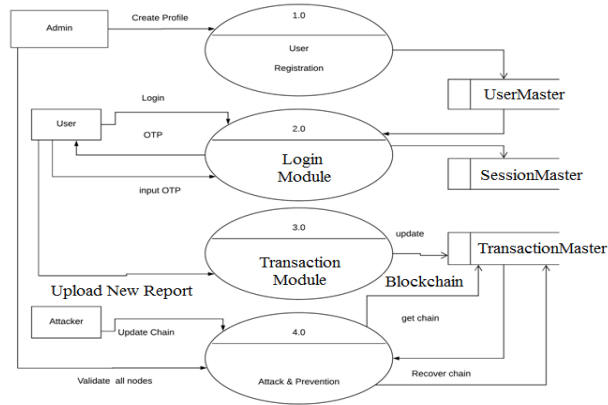 Admin
Create Profile
1.0
User
Registration
UserMaster
Login
User
OTP
input OTP
2.0
Login
Module
SessionMaster
3.0
Transaction
Module
update
TransactionMaster
Upload New Report
Blockchain
Attacker
Update Chain
4.0
get chain
Attack & Prevention
Validate all nodes
Recover chain